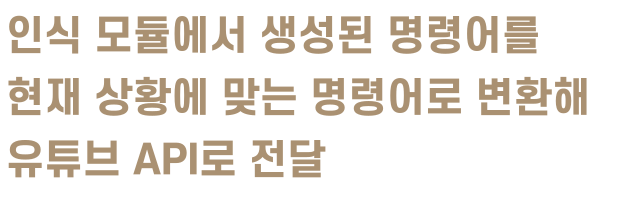 인식 모듈에서 생성된 명령어를
현재 상황에 맞는 명령어로 변환해
유튜브 API로 전달